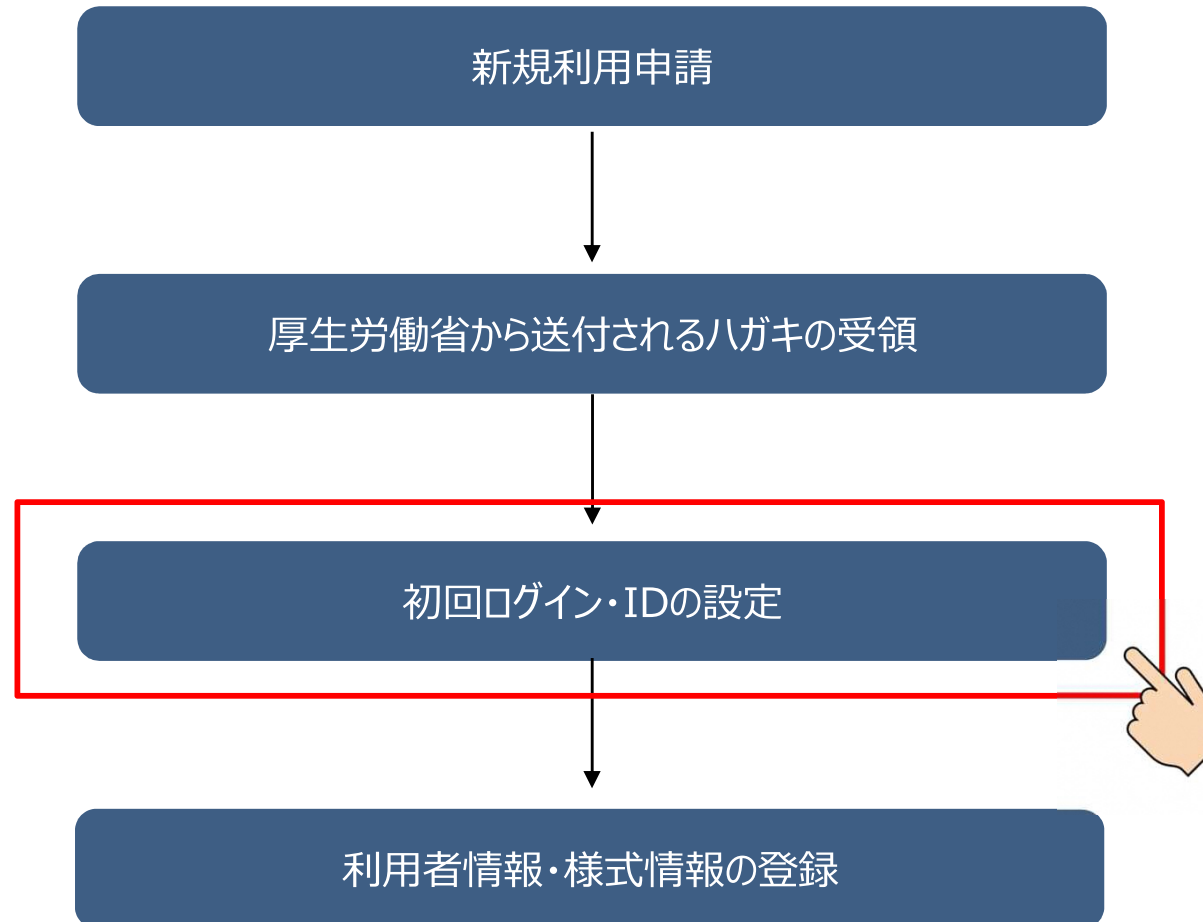 新規利用申請
厚生労働省から送付されるハガキの受領
初回ログイン・IDの設定
利用者情報・様式情報の登録